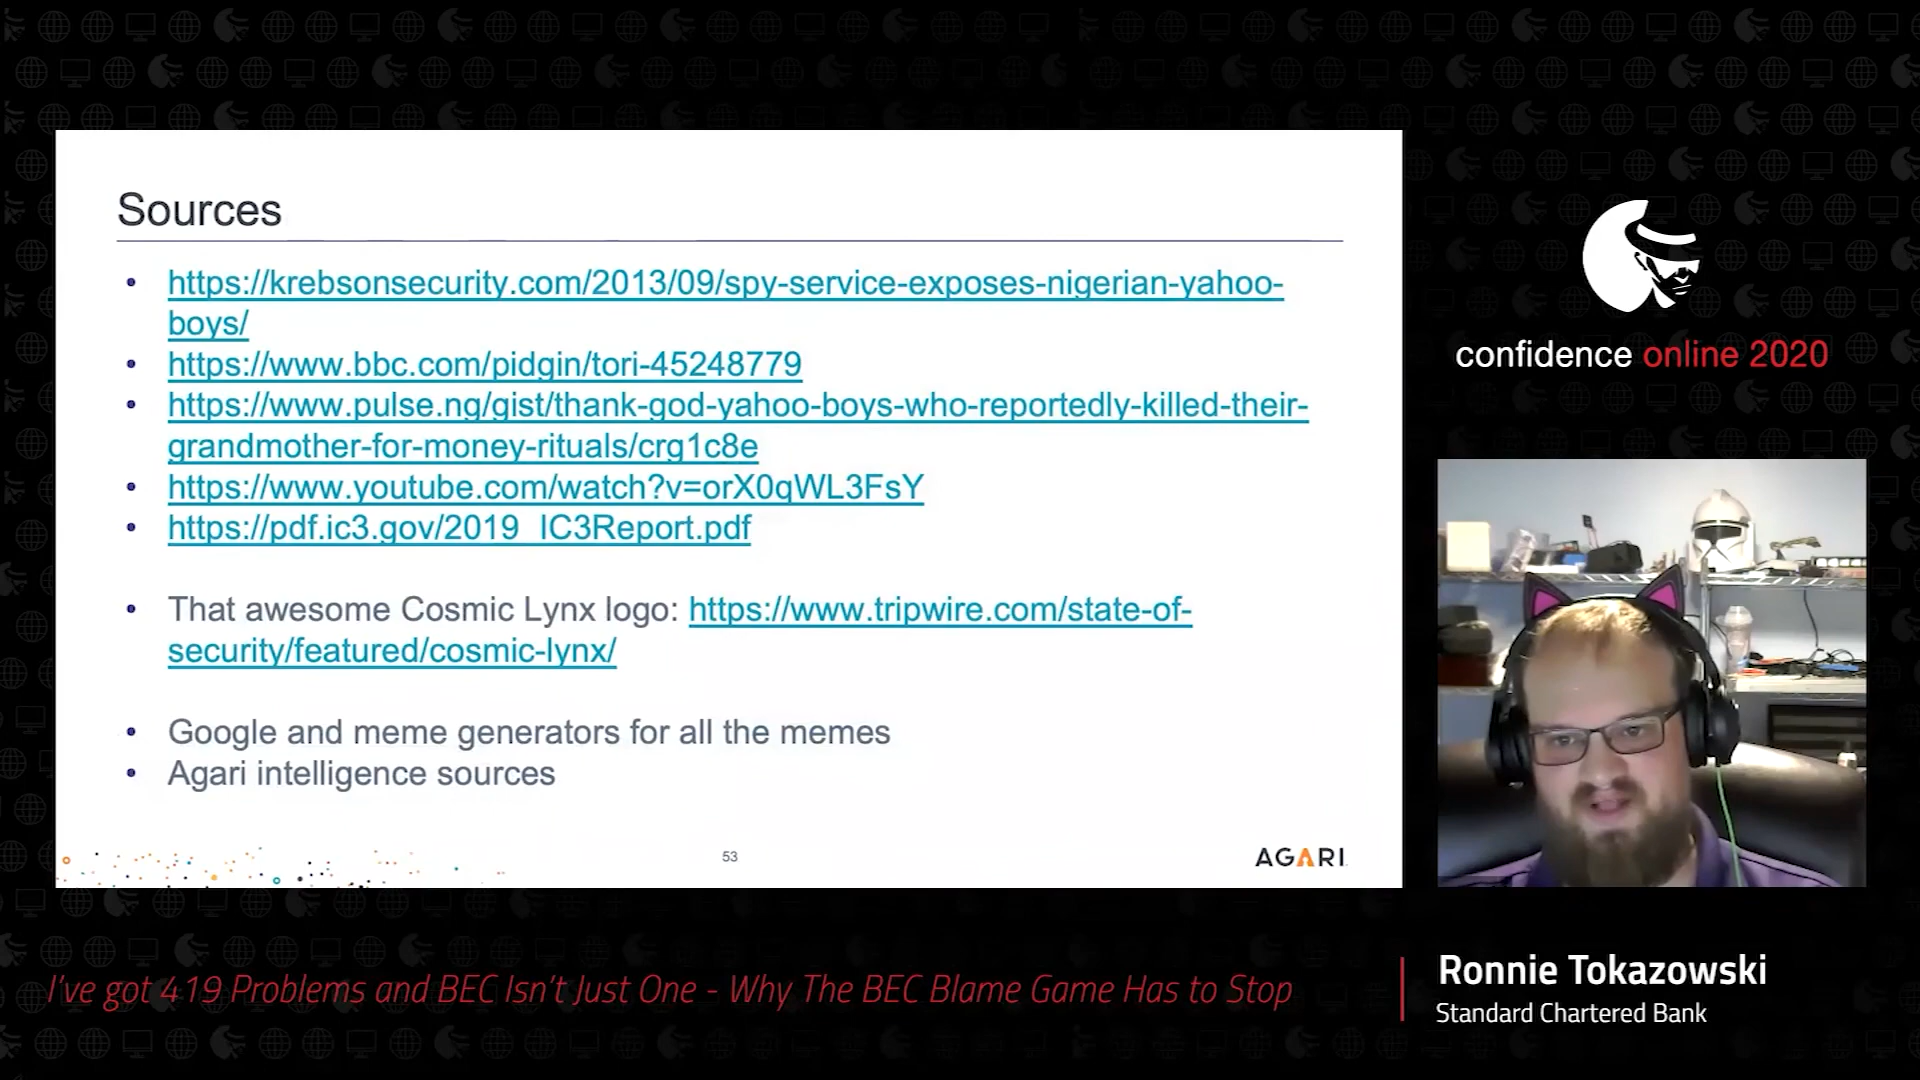 Sources
• https://krebsonsecurity.com/2013/09/spy-service-exposes-nigerian-yahoo-
boys/
• https://www.bbc.com/pidgin/tori-45248779
• https://www.pulse.ng/gist/thank-god-yahoo-boys-who-reportedly-killed-their-
grandmother-for-money-rituals/crg1c8e
• https://www.youtube.com/watch?v=orX0qWL3FsY
• https://pdf.ic3.gov/2019_IC3Report.pdf
• That awesome Cosmic Lynx logo: https://www.tripwire.com/state-of-
security/featured/cosmic-lynx/
• Google and meme generators for all the memes
• Agari intelligence sources
53
AGARI
confidence online 2020
I've got 419 Problems and BEC Isn't Just One - Why The BEC Blame Game Has to Stop
Ronnie Tokazowski
Standard Chartered Bank